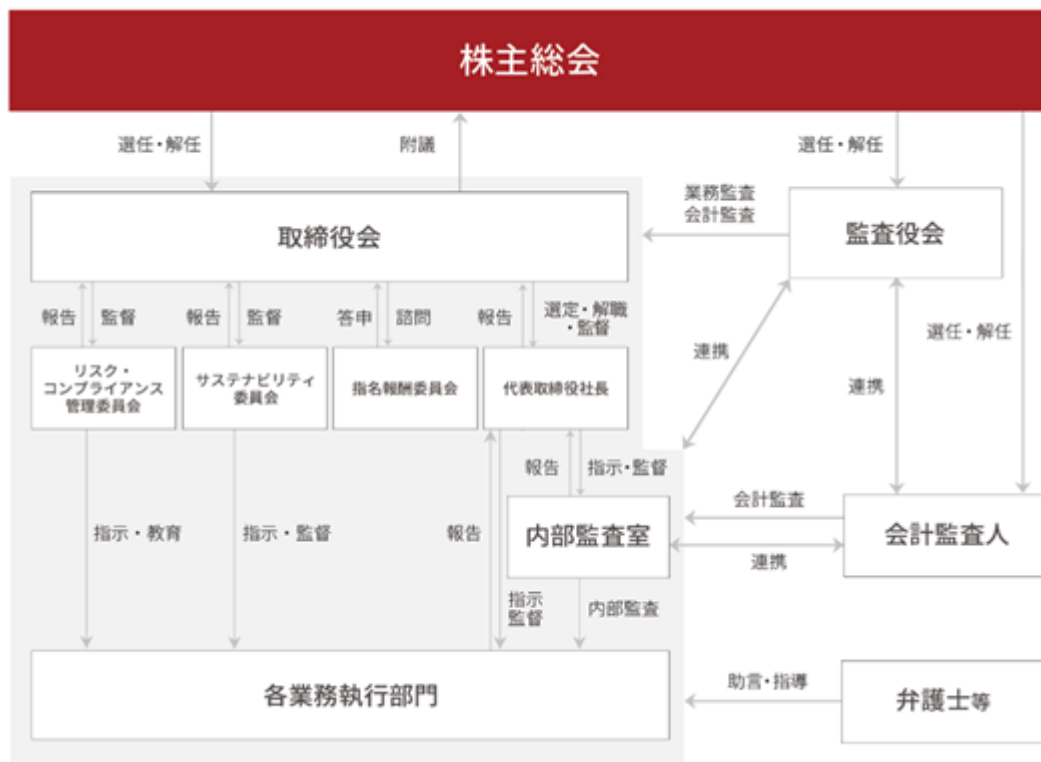 株主総会
選任・解任
附議
選任・解任
業務監査
会計監査
取締役会
監査役会
報告
監督
報告
監督
答申
諮問
報告
選定・解職
・監督
連携
選任・解任
連携
リスク・
コンプライアンス
管理委員会
サステナビリティ
委員会
指名報酬委員会
代表取締役社長
報告
指示・監督
会計監査
指示・教育
指示・監督
報告
内部監査室
会計監査人
連携
指示
監督
内部監査
各業務執行部門
助言・指導
弁護士等